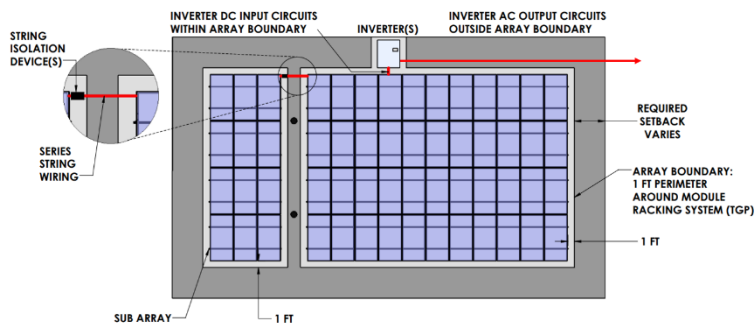 INVERTER DC INPUT CIRCUITS
WITHIN ARRAY BOUNDARY
INVERTER(S)
INVERTER AC OUTPUT CIRCUITS
OUTSIDE ARRAY BOUNDARY
STRING
ISOLATION
DEVICE(S)
SERIES
STRING
WIRING
REQUIRED
SETBACK
VARIES
ARRAY BOUNDARY:
1 FT PERIMETER
AROUND MODULE
RACKING SYSTEM (TGP)
1 FT
SUB ARRAY
1 FT